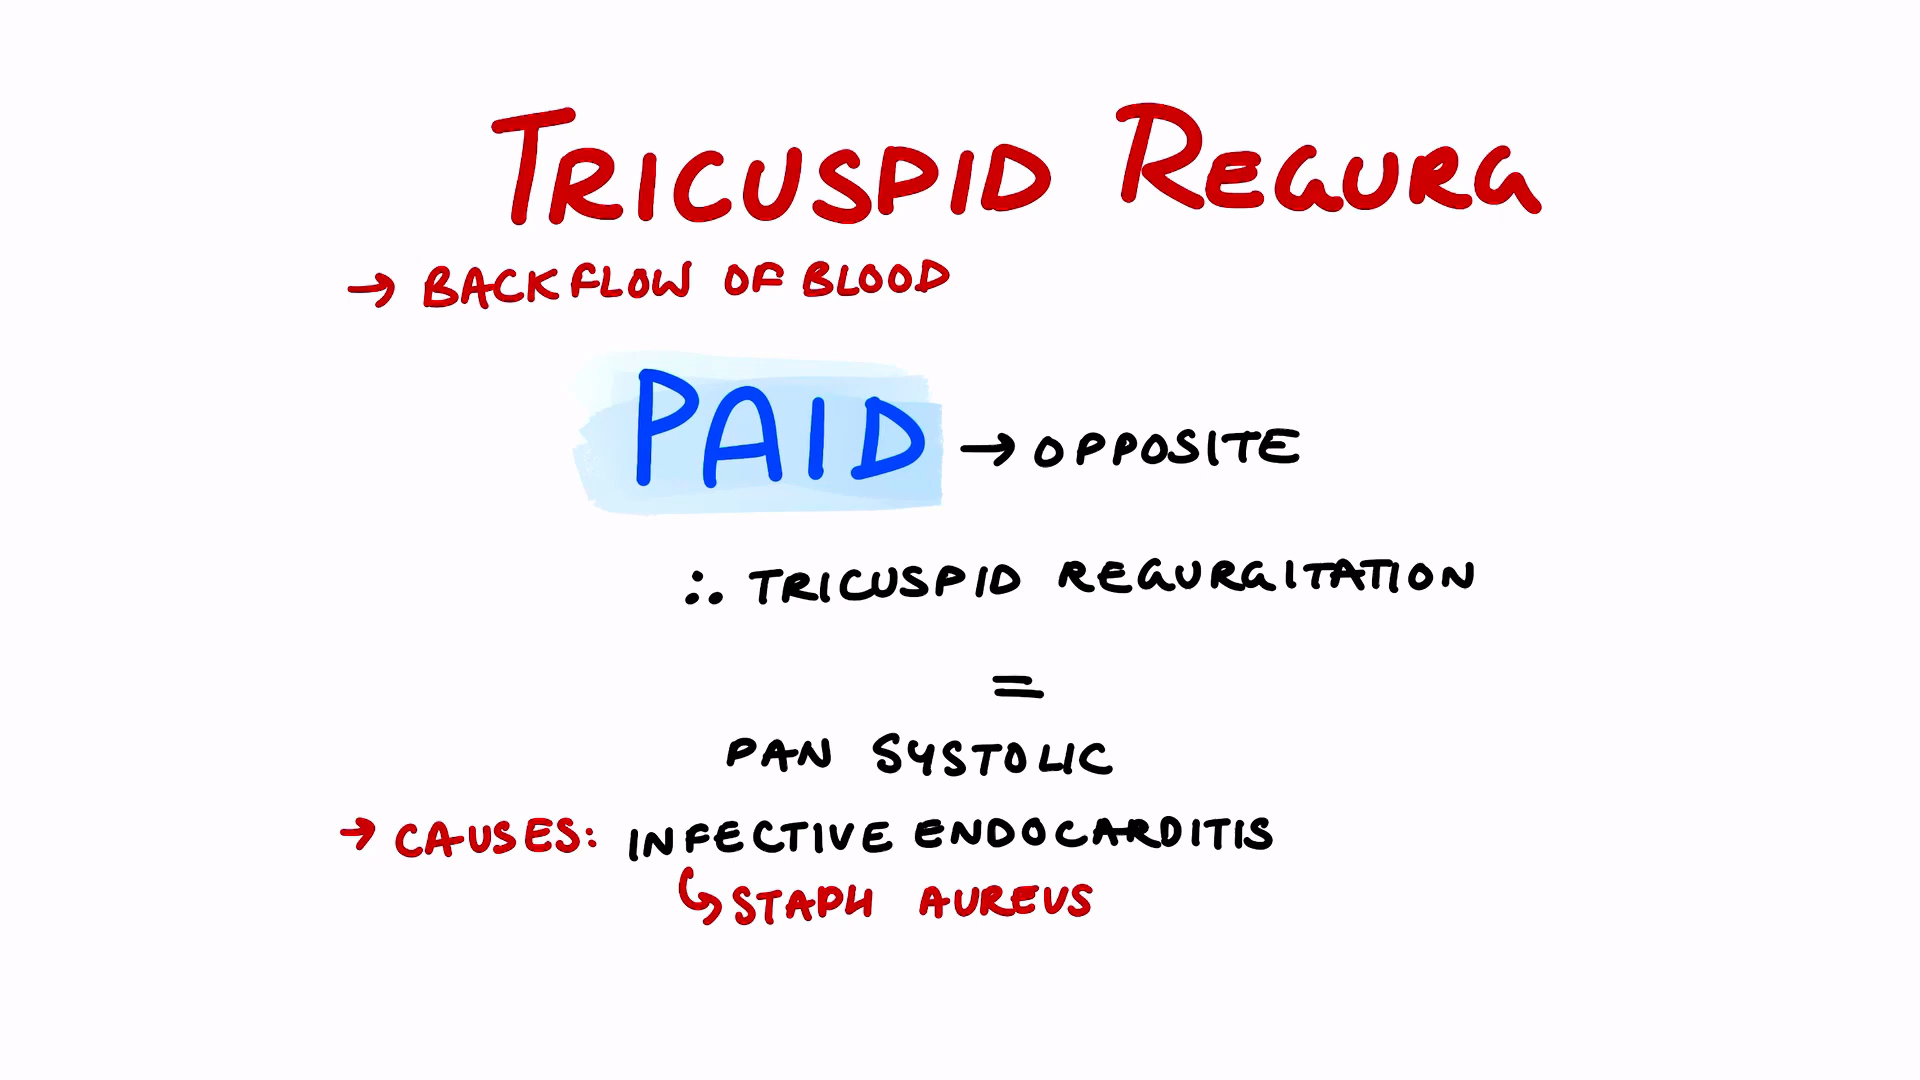 TRICUSPID REGURG
→ BACKFLOW OF BLOOD
PAID → OPPOSITE
∴ TRICUSPID REGURGITATION
=
PAN SYSTOLIC
→ CAUSES: INFECTIVE ENDOCARDITIS
↳ STAPH AUREUS